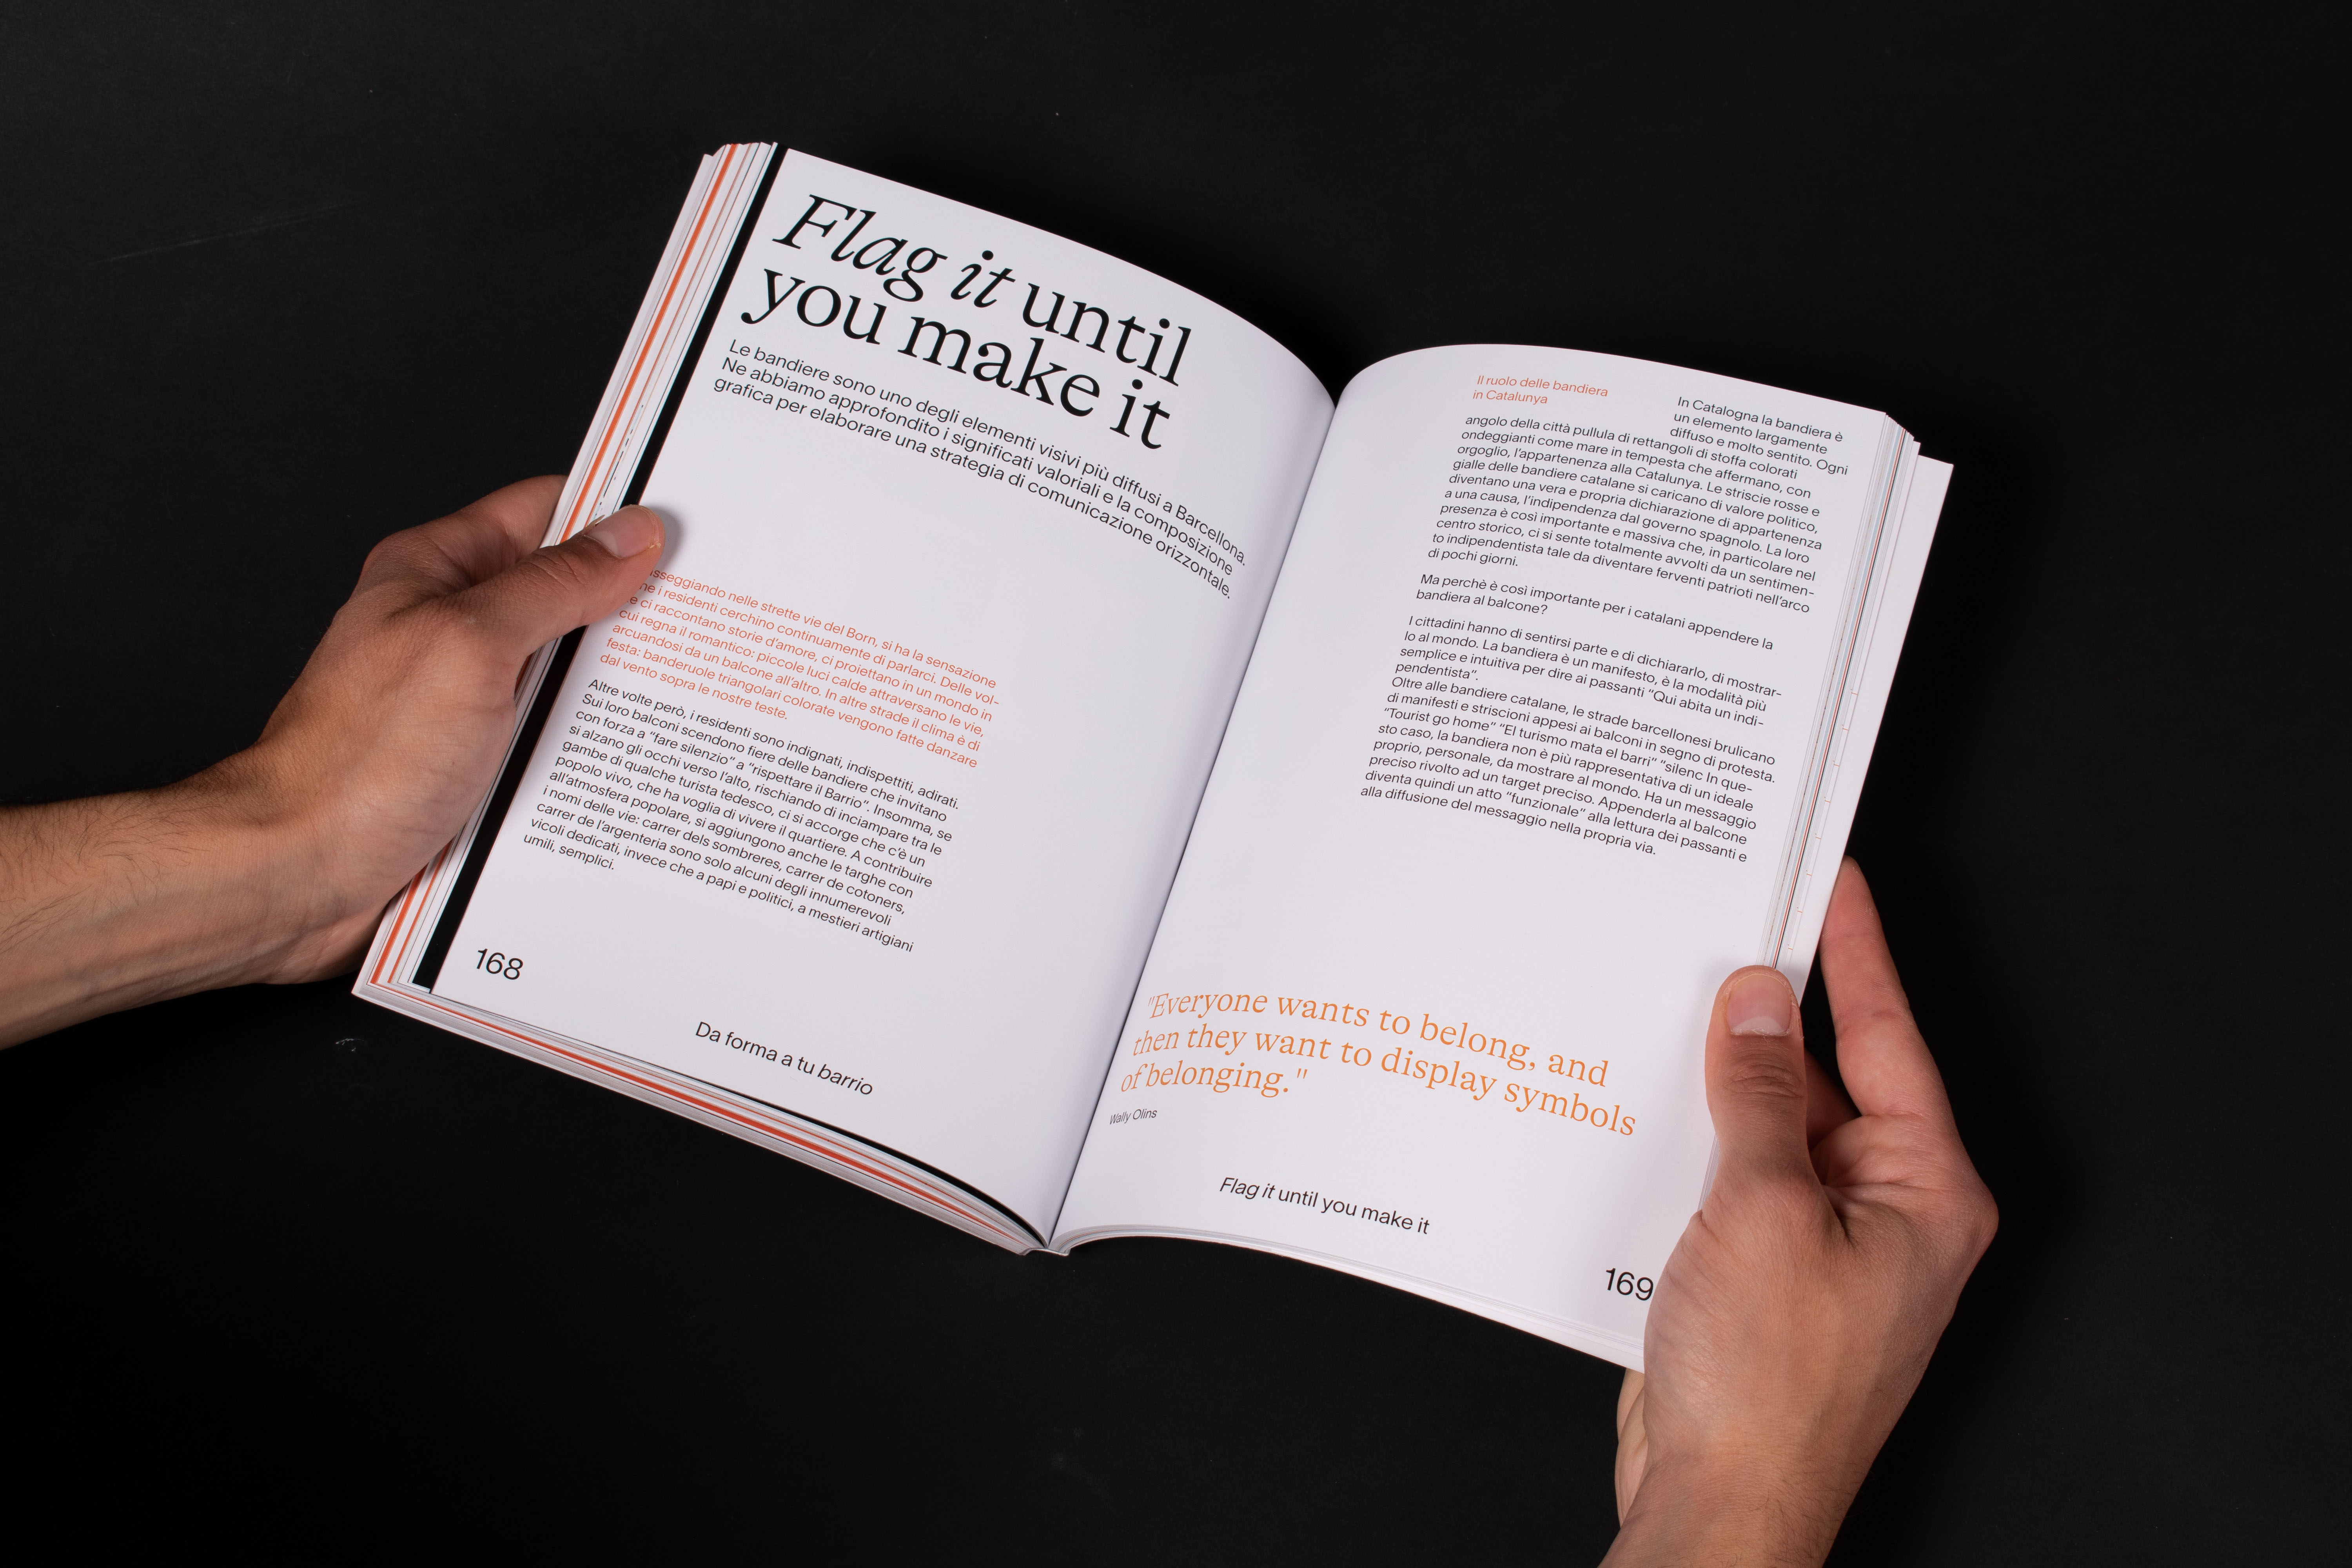 Flag it until
you make it
Le bandiere sono uno degli elementi visivi più diffusi a Barcellona.
Ne abbiamo approfondito i significati valoriali e la composizione
grafica per elaborare una strategia di comunicazione orizzontale.
nelle strette vie del Born, si ha la sensazione
i residenti cerchino continuamente di parlarci. Delle vol-
ci raccontano storie d'amore, ci proiettano in un mondo in
cui regna il romantico: piccole luci calde attraversano le vie,
arcuandosi da un balcone all'altro. In altre strade il clima è di
festa: banderuole triangolari colorate vengono fatte danzare
dal vento sopra le nostre teste.
Altre volte però, i residenti sono indignati, indispettiti, adirati.
Sui loro balconi scendono fiere delle bandiere che invitano
con forza a "fare silenzio" a "rispettare il Barrio". Insomma, se
si alzano gli occhi verso l'alto, rischiando di inciampare tra le
gambe di qualche turista tedesco, ci si accorge che c'è un
popolo vivo, che ha voglia di vivere il quartiere. A contribuire
all'atmosfera popolare, si aggiungono anche le targhe con
i nomi delle vie: carrer dels sombreres, carrer de cotoners,
carrer de l'argenteria sono solo alcuni degli innumerevoli
vicoli dedicati, invece che a papi e politici, a mestieri artigiani
umili, semplici.
168
Da forma a tu barrio
Il ruolo delle bandiera
in Catalunya
In Catalogna la bandiera è
un elemento largamente
diffuso e molto sentito. Ogni
angolo della città pullula di rettangoli di stoffa colorati
ondeggianti come mare in tempesta che affermano, con
orgoglio, l'appartenenza alla Catalunya. Le striscie rosse e
gialle delle bandiere catalane si caricano di valore politico,
diventano una vera e propria dichiarazione di appartenenza
a una causa, l'indipendenza dal governo spagnolo. La loro
presenza è così importante e massiva che, in particolare nel
centro storico, ci si sente totalmente avvolti da un sentimen-
to indipendentista tale da diventare ferventi patrioti nell'arco
di pochi giorni.
Ma perchè è così importante per i catalani appendere la
bandiera al balcone?
I cittadini hanno di sentirsi parte e di dichiararlo, di mostrar-
lo al mondo. La bandiera è un manifesto, è la modalità più
semplice e intuitiva per dire ai passanti "Qui abita un indi-
pendentista".
Oltre alle bandiere catalane, le strade barcellonesi brulicano
di manifesti e striscioni appesi ai balconi in segno di protesta.
"Tourist go home" "El turismo mata el barri" "silenc In que-
sto caso, la bandiera non è più rappresentativa di un ideale
proprio, personale, da mostrare al mondo. Ha un messaggio
preciso rivolto ad un target preciso. Appenderla al balcone
diventa quindi un atto "funzionale" alla lettura dei passanti e
alla diffusione del messaggio nella propria via.
"Everyone wants to belong, and
then they want to display symbols
of belonging."
Wally Olins
Flag it until you make it
169